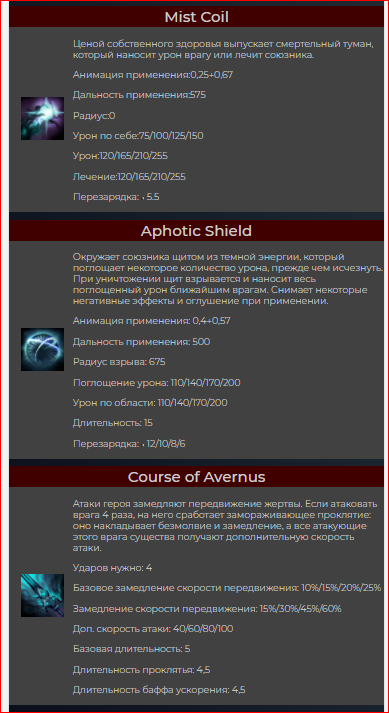 Mist Coil
Ценой собственного здоровья выпускает смертельный туман,
который наносит урон врагу или лечит союзника.
Анимация применения:0,25+0,67
Дальность применения:575
Радиус:0
Урон по себе:75/100/125/150
Урон:120/165/210/255
Лечение:120/165/210/255
Перезарядка: • 5.5
Aphotic Shield
Окружает союзника щитом из темной энергии, который
поглощает некоторое количество урона, прежде чем исчезнуть.
При уничтожении щит взрывается и наносит весь
поглощенный урон ближайшим врагам. Снимает некоторые
негативные эффекты и оглушение при применении.
Анимация применения: 0,4+0,57
Дальность применения: 500
Радиус взрыва: 675
Поглощение урона: 110/140/170/200
Урон по области: 110/140/170/200
Длительность: 15
Перезарядка: • 12/10/8/6
Course of Avernus
Атаки героя замедляют передвижение жертвы. Если атаковать
врага 4 раза, на него сработает замораживающее проклятие:
оно накладывает безмолвие и замедление, а все атакующие
этого врага существа получают дополнительную скорость
атаки.
Ударов нужно: 4
Базовое замедление скорости передвижения: 10%/15%/20%/25%
Замедление скорости передвижения: 15%/30%/45%/60%
Доп. скорость атаки: 40/60/80/100
Базовая длительность: 5
Длительность проклятья: 4,5
Длительность баффа ускорения: 4,5